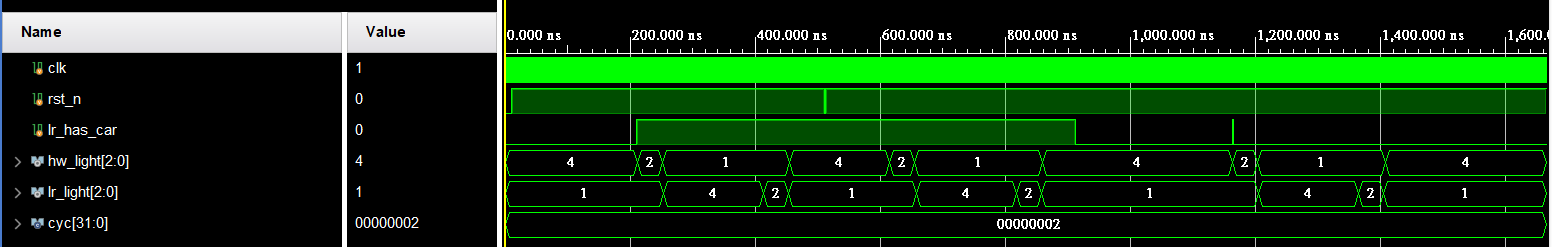 Name Value 0.000 ns 200.000 ns 400.000 ns 600.000 ns 800.000 ns 1,000.000 ns 1,200.000 ns 1,400.000 ns 1,600.0
clk 1
rst_n 0
lr_has_car 0
hw_light[2:0] 4 4 2 1 4 2 1 4 2 1 4
lr_light[2:0] 1 1 4 2 1 4 2 1 4 2 1
cyc[31:0] 00000002 00000002